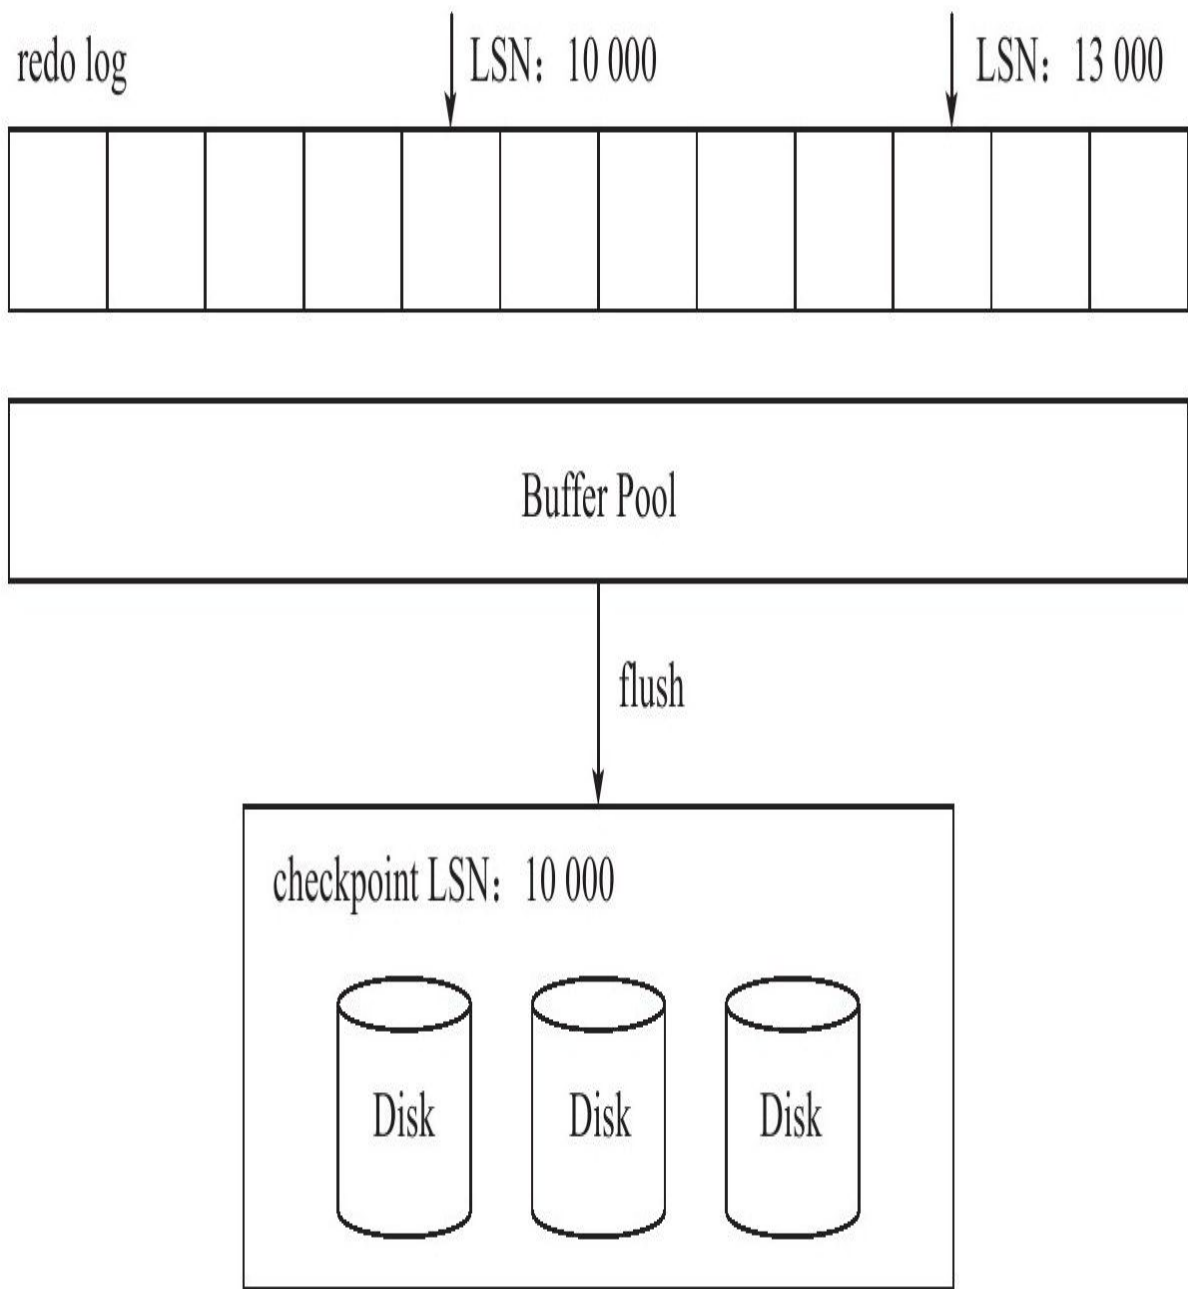 redo log
LSN：10 000
LSN：13 000
Buffer Pool
flush
checkpoint LSN：10 000
Disk
Disk
Disk